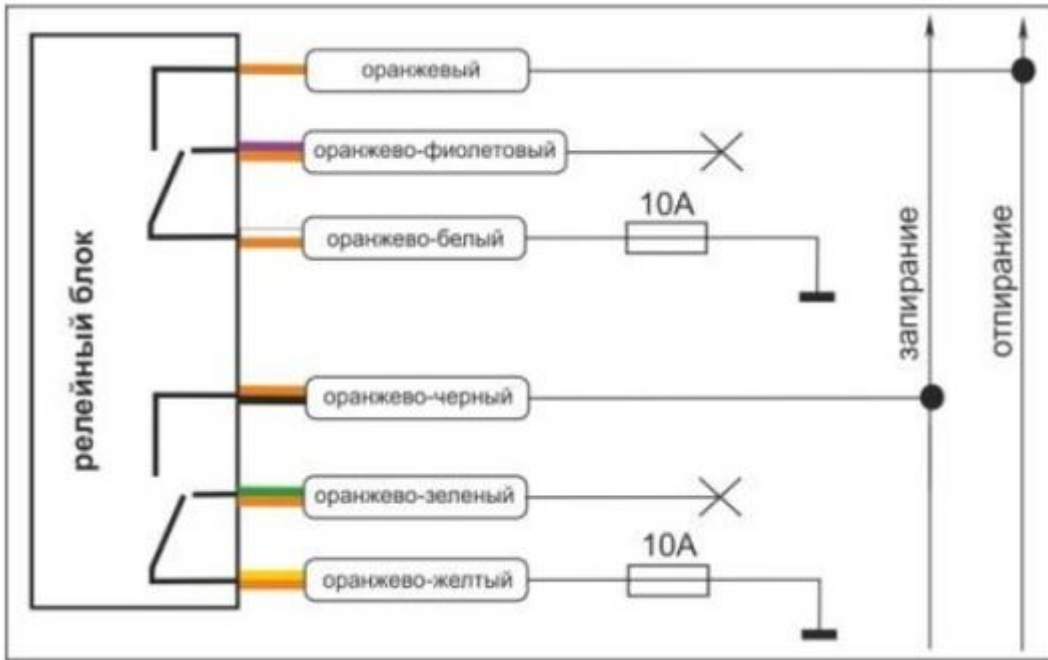 оранжевый
оранжево-фиолетовый
10А
оранжево-белый
релейный блок
запирание
отпирание
оранжево-черный
оранжево-зеленый
10А
оранжево-желтый